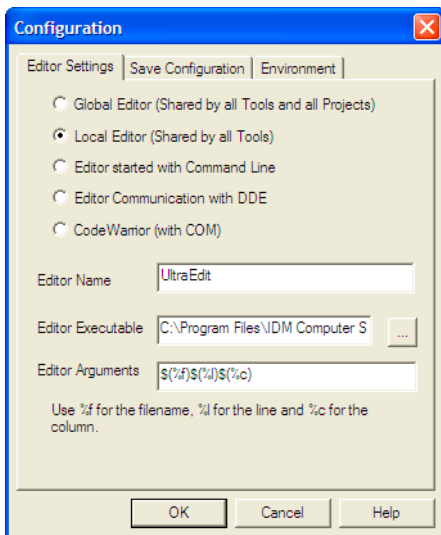 Configuration
Editor Settings Save Configuration Environment
Global Editor (Shared by all Tools and all Projects)
Local Editor (Shared by all Tools)
Editor started with Command Line
Editor Communication with DDE
CodeWarrior (with COM)
Editor Name UltraEdit
Editor Executable C:\Program Files\IDM Computer S ...
Editor Arguments $(%f)$(%l)$(%c)
Use %f for the filename, %l for the line and %c for the
column.
OK Cancel Help